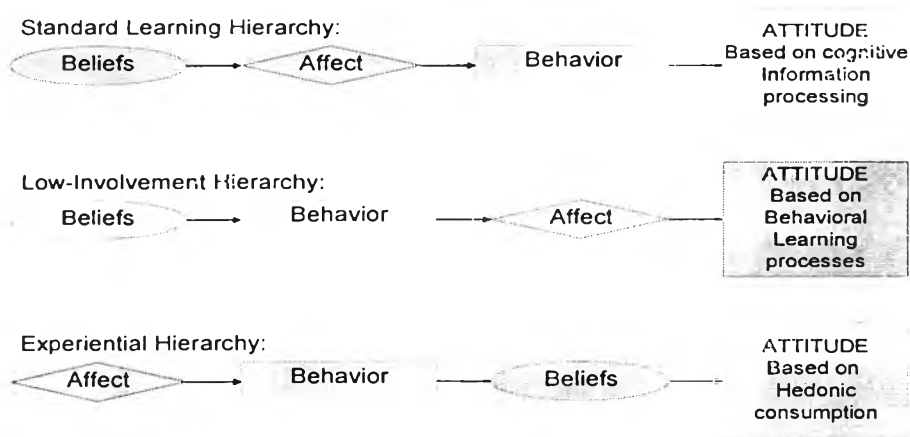 Standard Learning Hierarchy:
Beliefs
Affect
Behavior
ATTITUDE
Based on cognitive
Information
processing
Low-Involvement Hierarchy:
Beliefs
Behavior
Affect
ATTITUDE
Based on
Behavioral
Learning
processes
Experiential Hierarchy:
Affect
Behavior
Beliefs
ATTITUDE
Based on
Hedonic
consumption